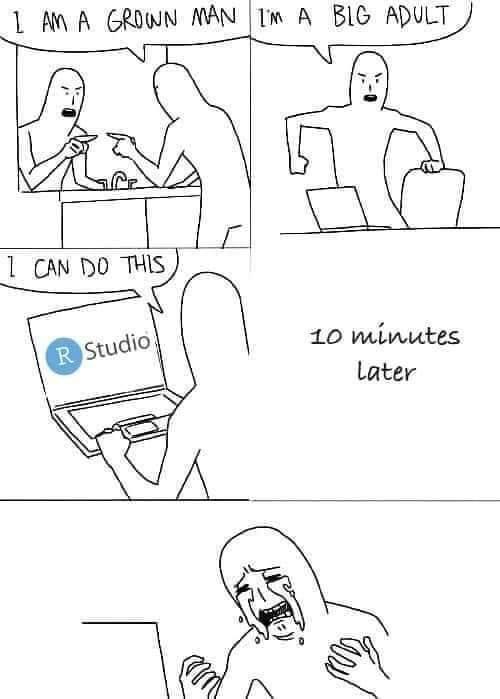 I AM A GROWN MAN
I'M A BIG ADULT
I CAN DO THIS
R Studio
10 minutes
later